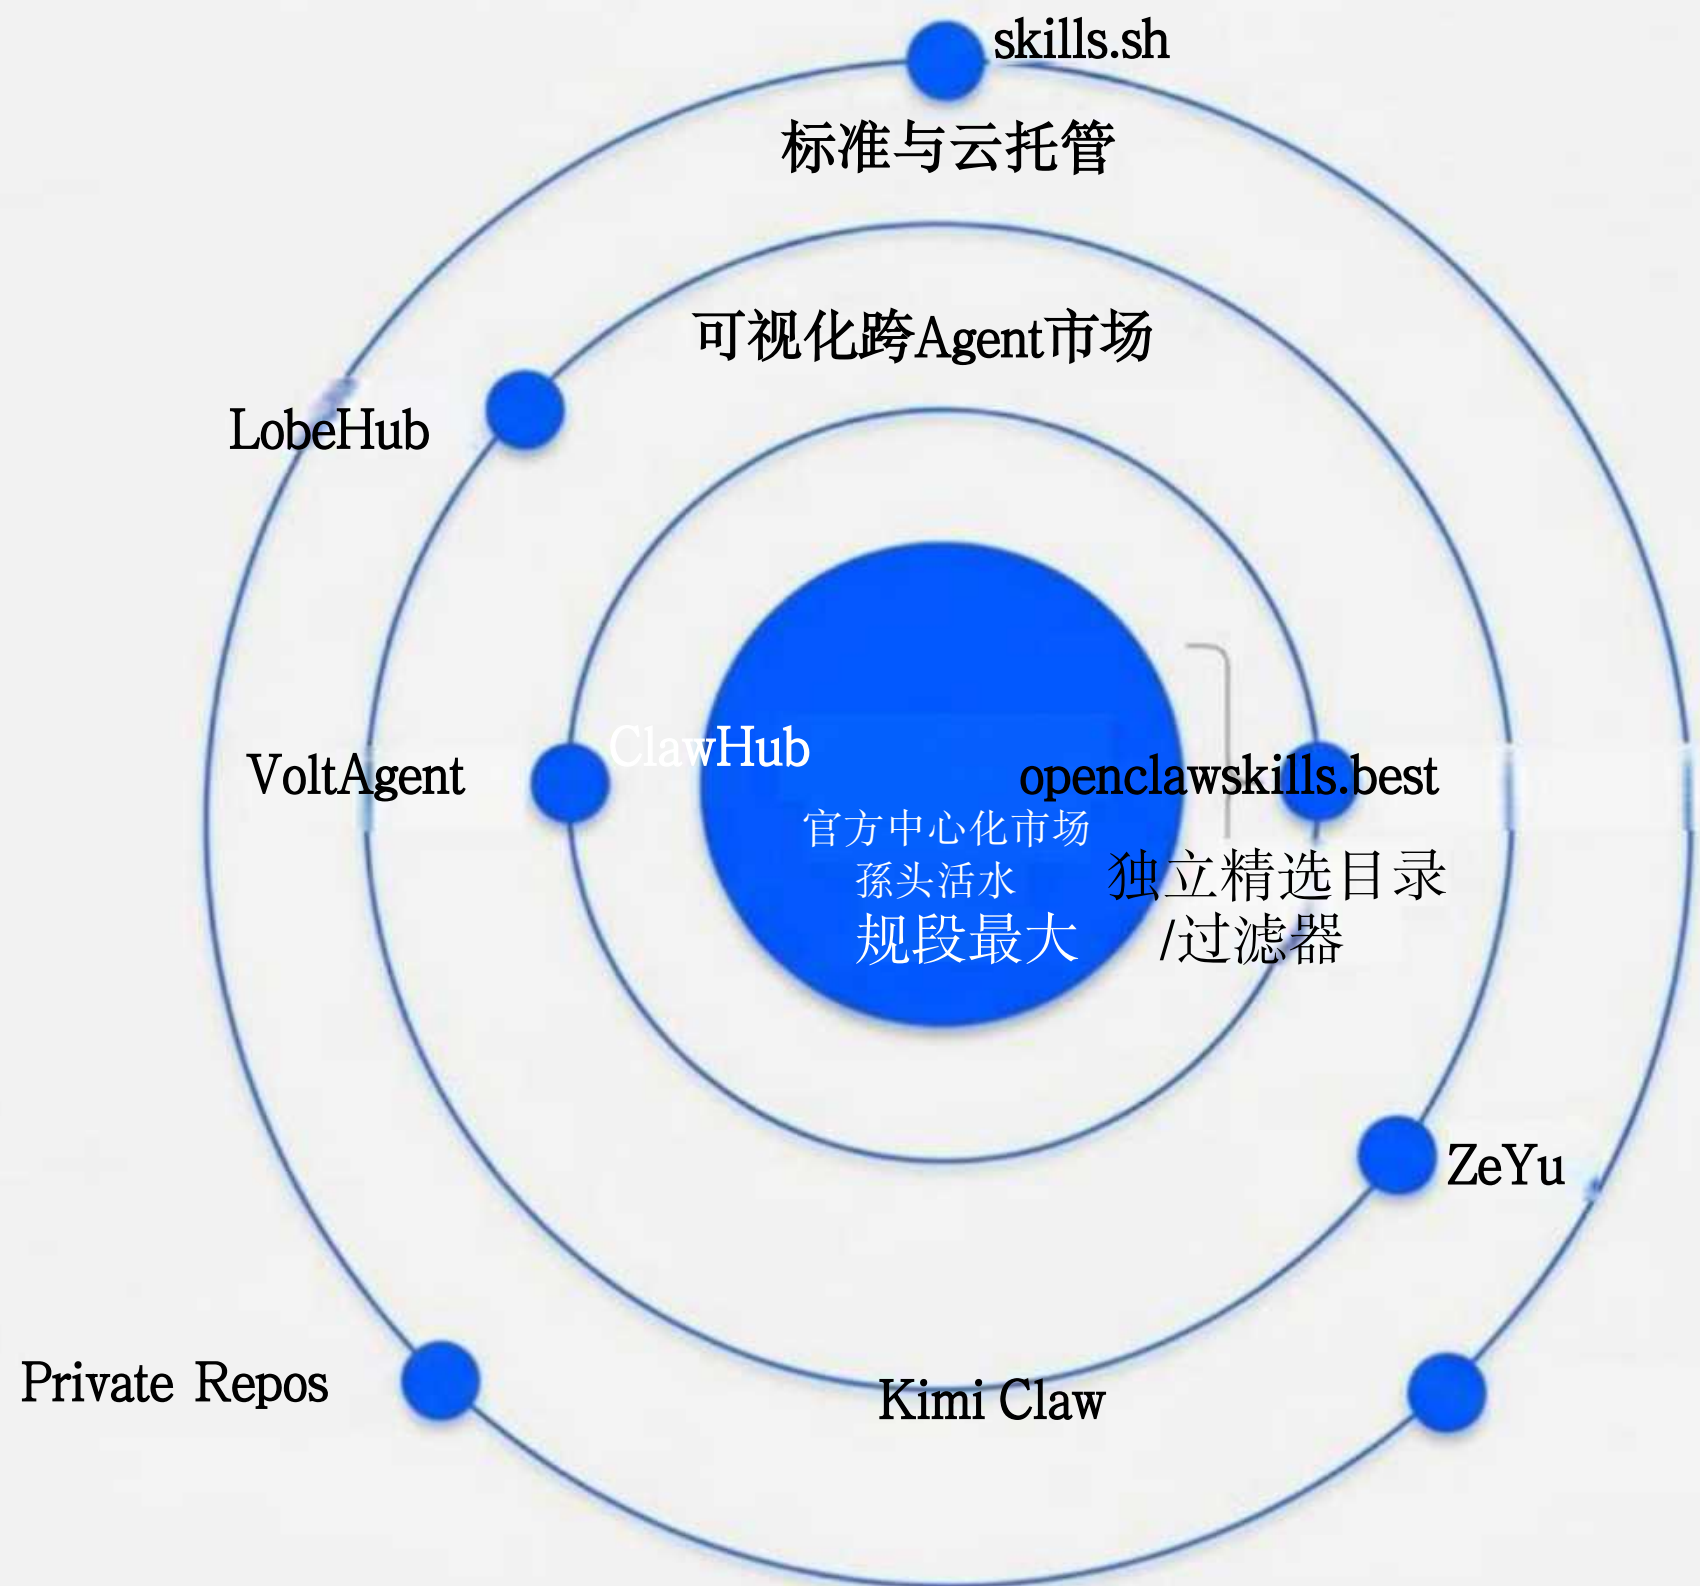 skills.sh
标准与云托管
可视化跨Agent市场
LobeHub
ClawHub
VoltAgent
openclawskills.best
官方中心化市场
孫头活水
规段最大
独立精选目录
/过滤器
ZeYu
Private Repos
Kimi Claw